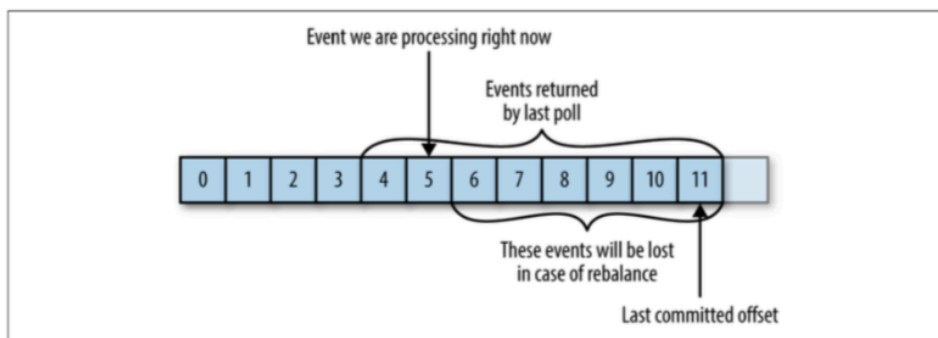 Event we are processing right now
Events returned
by last poll
0 1 2 3 4 5 6 7 8 9 10 11
These events will be lost
in case of rebalance
Last committed offset